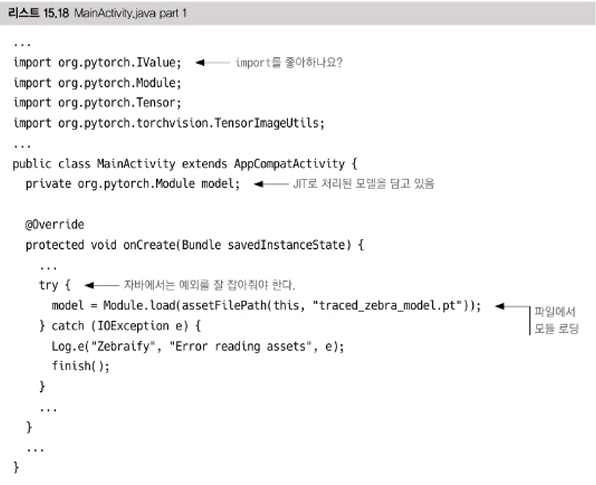 리스트 15.18 MainActivity.java part 1
...
import org.pytorch.IValue; import를 좋아하나요?
import org.pytorch.Module;
import org.pytorch.Tensor;
import org.pytorch.torchvision.TensorImageUtils;
...
public class MainActivity extends AppCompatActivity {
private org.pytorch.Module model; JIT로 처리된 모델을 담고 있음
@Override
protected void onCreate(Bundle savedInstanceState) {
...
try { 자바에서는 예외를 잘 잡아줘야 한다.
model = Module.load(assetFilePath(this, "traced_zebra_model.pt")); 파일에서
모듈 로딩
} catch (IOException e) {
Log.e("Zebraify", "Error reading assets", e);
finish();
}
...
}
...
}